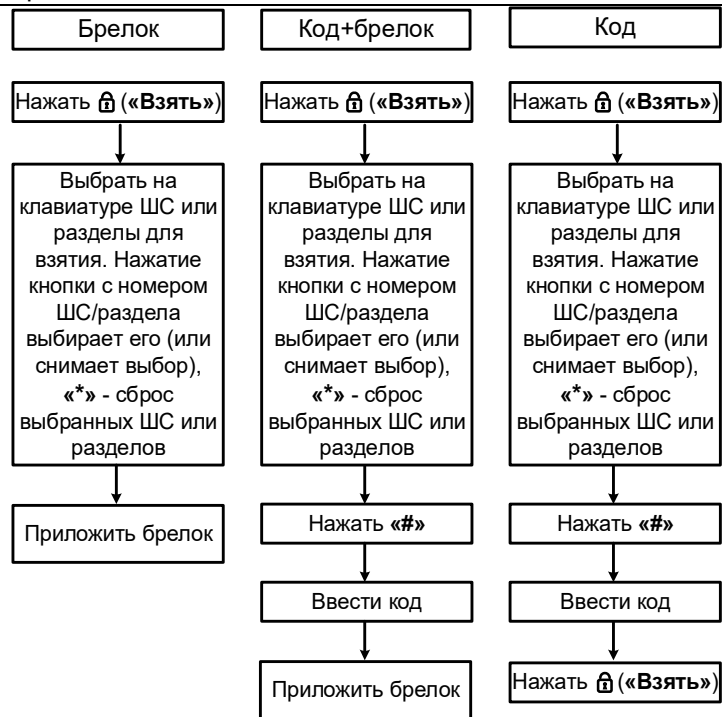 Брелок
Нажать («Взять»)
Выбрать на
клавиатуре ШС или
разделы для
взятия. Нажатие
кнопки с номером
ШС/раздела
выбирает его (или
снимает выбор),
«*» - сброс
выбранных ШС или
разделов
Приложить брелок
Код+брелок
Нажать («Взять»)
Выбрать на
клавиатуре ШС или
разделы для
взятия. Нажатие
кнопки с номером
ШС/раздела
выбирает его (или
снимает выбор),
«*» - сброс
выбранных ШС или
разделов
Нажать «#»
Ввести код
Приложить брелок
Код
Нажать («Взять»)
Выбрать на
клавиатуре ШС или
разделы для
взятия. Нажатие
кнопки с номером
ШС/раздела
выбирает его (или
снимает выбор),
«*» - сброс
выбранных ШС или
разделов
Нажать «#»
Ввести код
Нажать («Взять»)